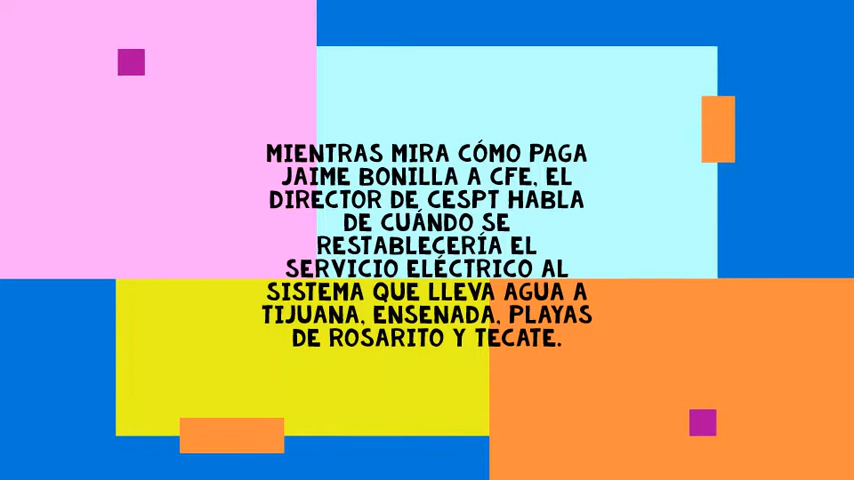 MIENTRAS MIRA CÓMO PAGA
JAIME BONILLA A CFE, EL
DIRECTOR DE CESPT HABLA
DE CUÁNDO SE
RESTABLECERÍA EL
SERVICIO ELÉCTRICO AL
SISTEMA QUE LLEVA AGUA A
TIJUANA, ENSENADA, PLAYAS
DE ROSARITO Y TECATE.